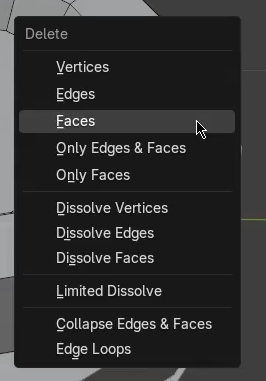 Delete
Vertices
Edges
Faces
Only Edges & Faces
Only Faces
Dissolve Vertices
Dissolve Edges
Dissolve Faces
Limited Dissolve
Collapse Edges & Faces
Edge Loops